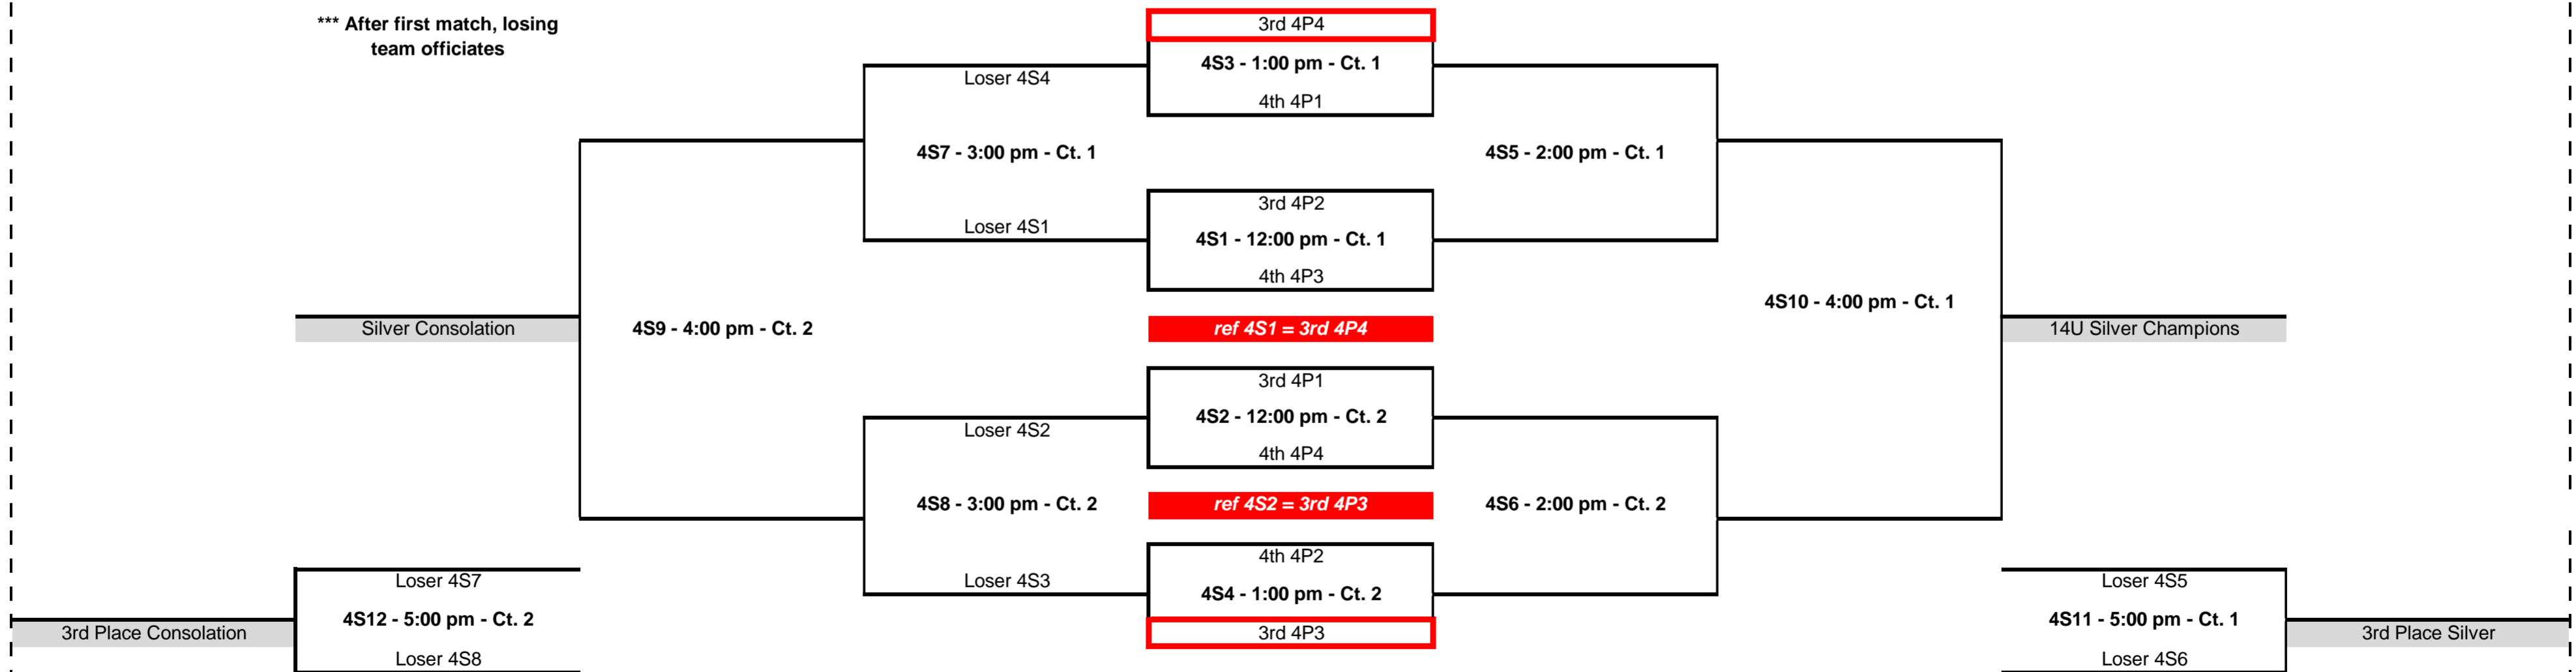 *** After first match, losing
team officiates
3rd 4P4
4S3 - 1:00 pm - Ct. 1
Loser 4S4
4th 4P1
4S7 - 3:00 pm - Ct. 1
4S5 - 2:00 pm - Ct. 1
3rd 4P2
Loser 4S1
4S1 - 12:00 pm - Ct. 1
4th 4P3
4S10 - 4:00 pm - Ct. 1
Silver Consolation
4S9 - 4:00 pm - Ct. 2
ref 4S1 = 3rd 4P4
14U Silver Champions
3rd 4P1
4S2 - 12:00 pm - Ct. 2
Loser 4S2
4th 4P4
4S8 - 3:00 pm - Ct. 2
ref 4S2 = 3rd 4P3
4S6 - 2:00 pm - Ct. 2
4th 4P2
Loser 4S7
Loser 4S3
Loser 4S5
4S4 - 1:00 pm - Ct. 2
4S12 - 5:00 pm - Ct. 2
4S11 - 5:00 pm - Ct. 1
3rd Place Consolation
3rd 4P3
3rd Place Silver
Loser 4S8
Loser 4S6